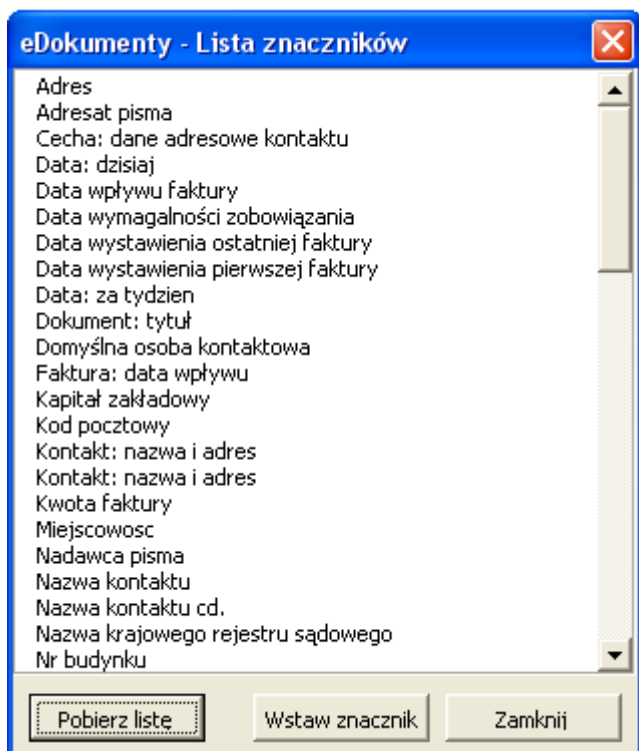 eDokumenty - Lista znaczników
Adres
Adresat pisma
Cecha: dane adresowe kontaktu
Data: dzisiaj
Data wpływu faktury
Data wymagalności zobowiązania
Data wystawienia ostatniej faktury
Data wystawienia pierwszej faktury
Data: za tydzien
Dokument: tytuł
Domyślna osoba kontaktowa
Faktura: data wpływu
Kapitał zakładowy
Kod pocztowy
Kontakt: nazwa i adres
Kontakt: nazwa i adres
Kwota faktury
Miejscowosc
Nadawca pisma
Nazwa kontaktu
Nazwa kontaktu cd.
Nazwa krajowego rejestru sądowego
Nr budynku
Pobierz listę Wstaw znacznik Zamknij